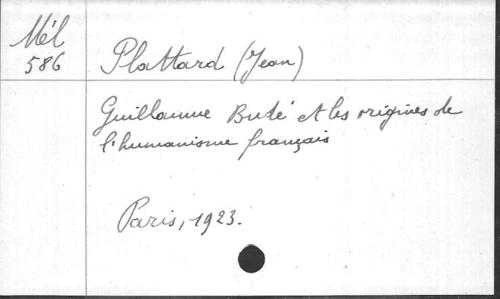 Mél
586
Plattard (Jean)
Guillaume Budé et les origines de
l'humanisme français
Paris, 1923.